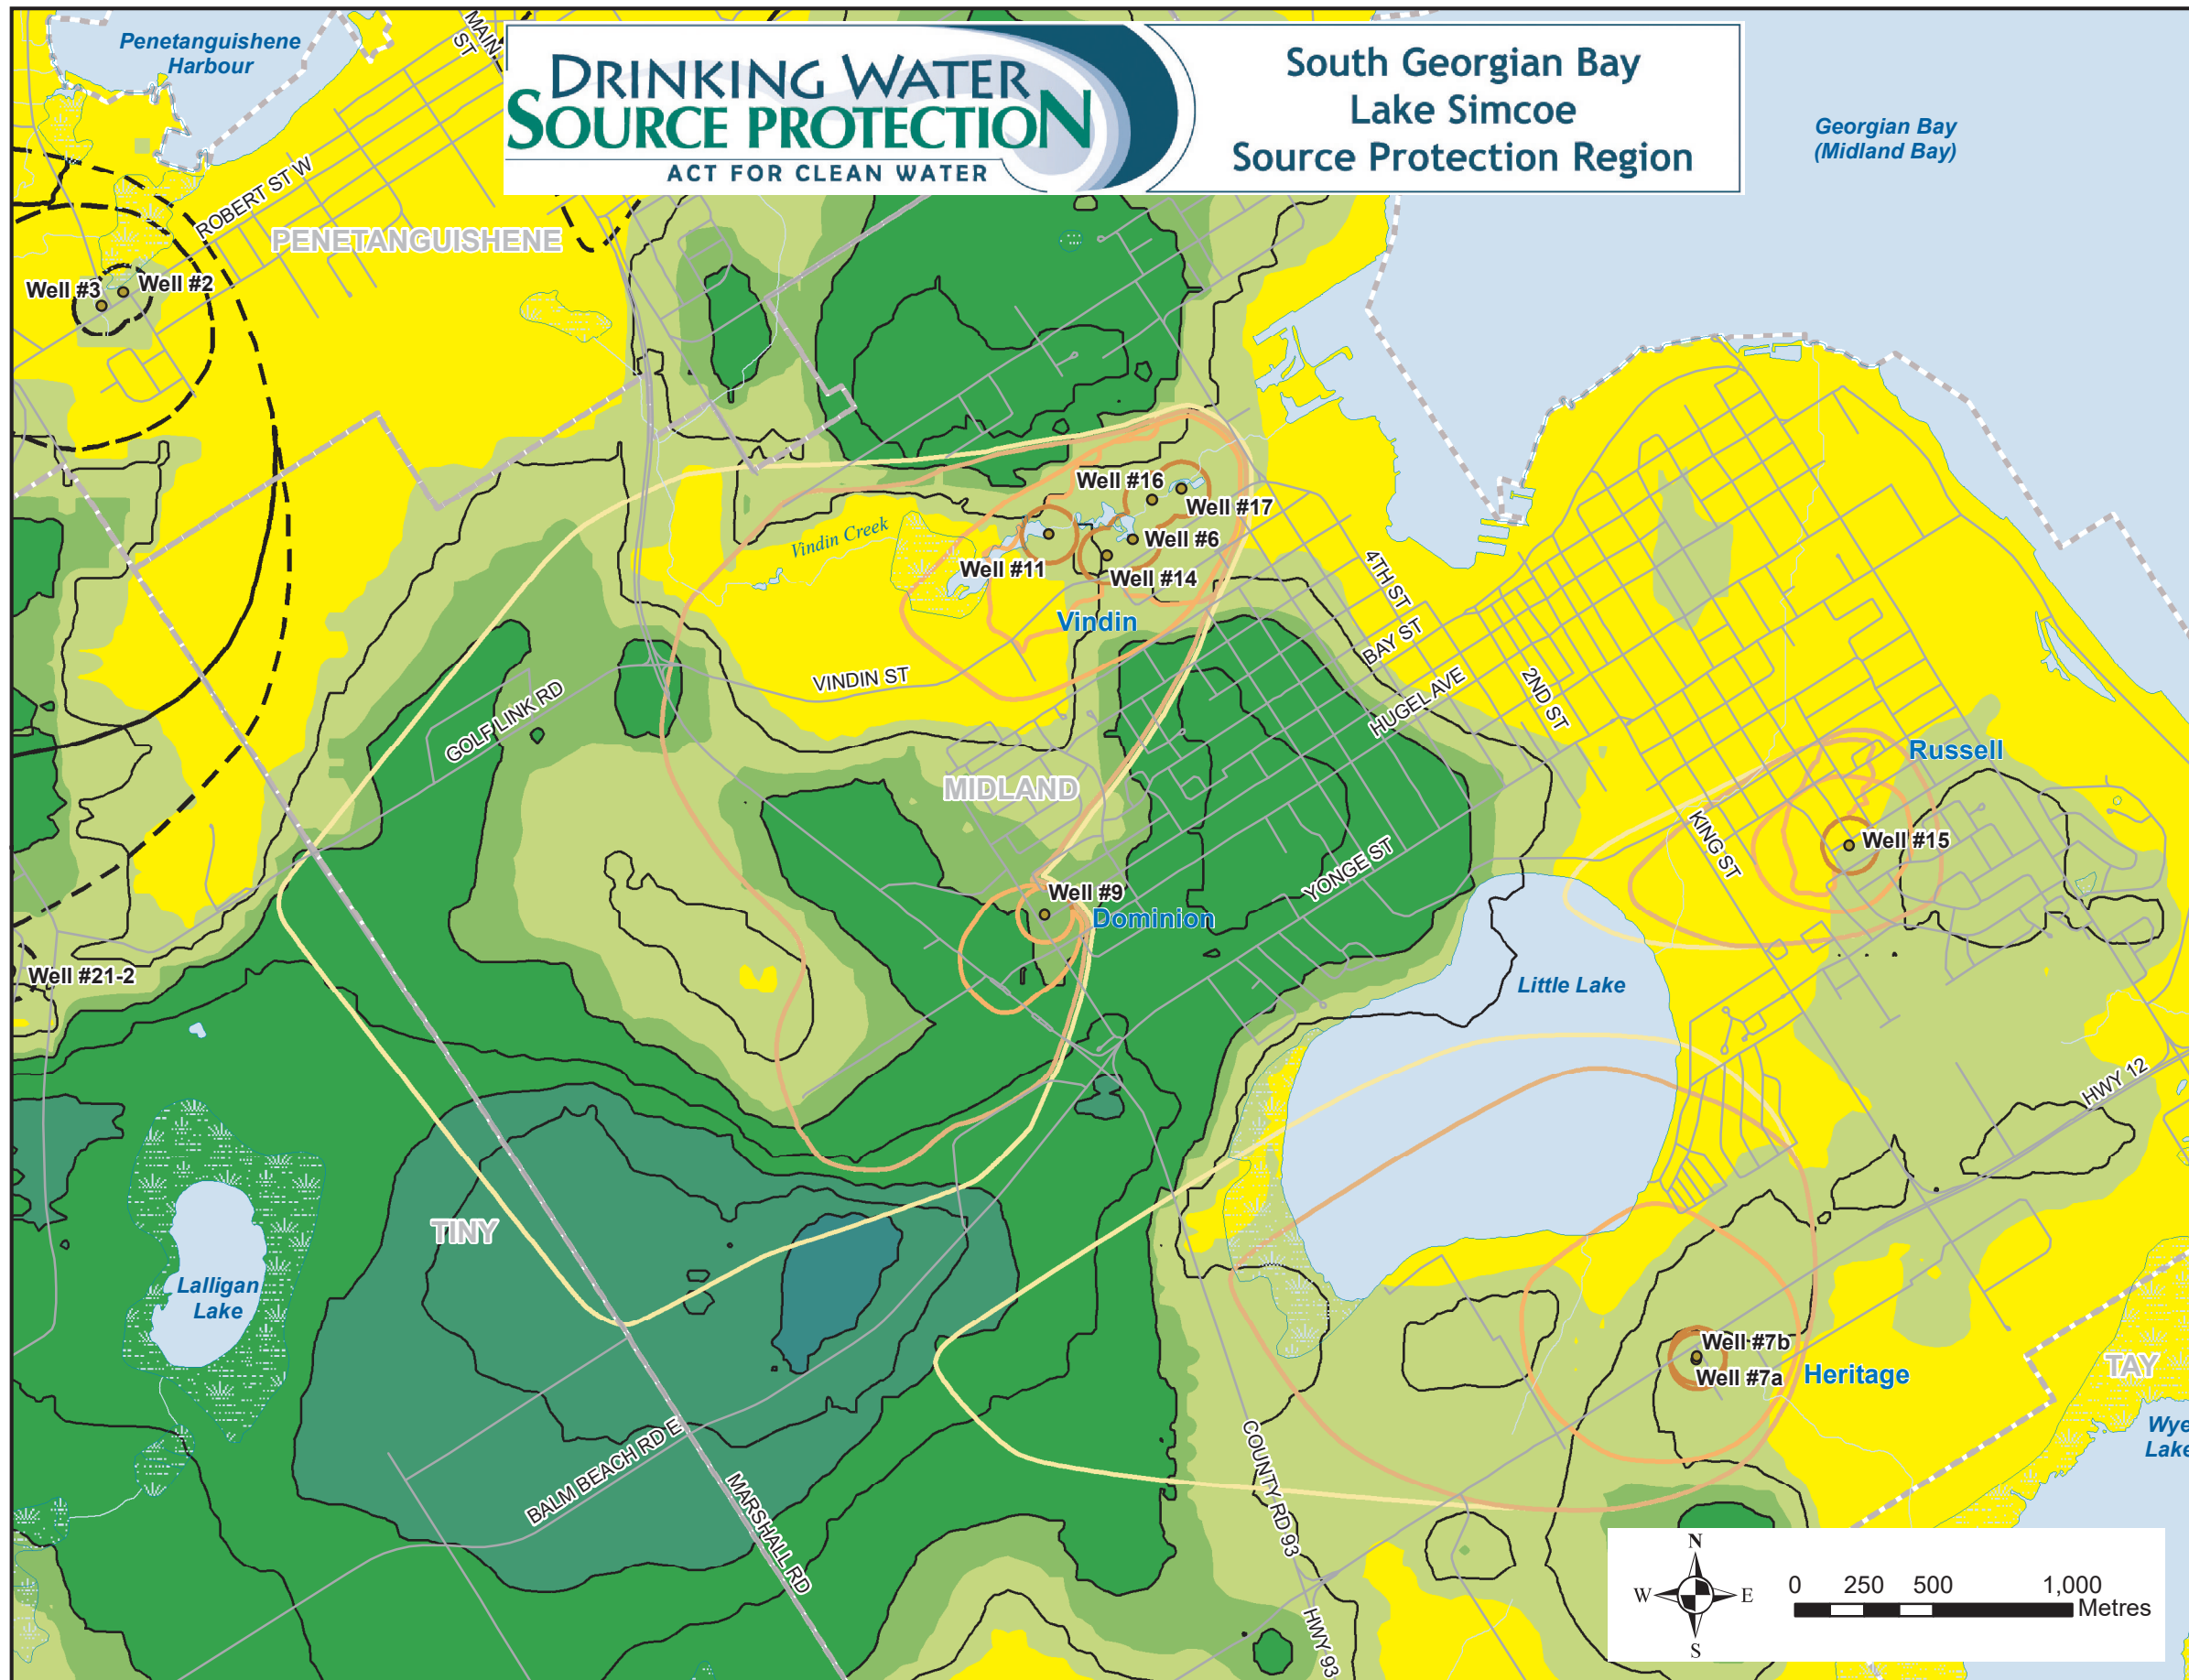 Penetanguishene
Harbour
MAIN
ST
DRINKING WATER
SOURCE PROTECTION
ACT FOR CLEAN WATER
South Georgian Bay
Lake Simcoe
Source Protection Region
Georgian Bay
(Midland Bay)
ROBERT ST W
PENETANGUISHENE
Well #3
Well #2
Well #16
Well #17
Vindin Creek
Well #6
Well #11
Well #14
4TH ST
Vindin
BAY ST
VINDIN ST
HUGEL AVE
2ND ST
GOLF LINK RD
Russell
MIDLAND
KING ST
Well #15
YONGE ST
Well #9
Dominion
Well #21-2
Little Lake
HWY 12
TINY
Lalligan
Lake
Well #7b
Well #7a
Heritage
TAY
Wye
Lake
BALM BEACH RD E
MARSHALL RD
COUNTY RD 93
HWY 93
N
W
E
S
0 250 500 1,000
Metres